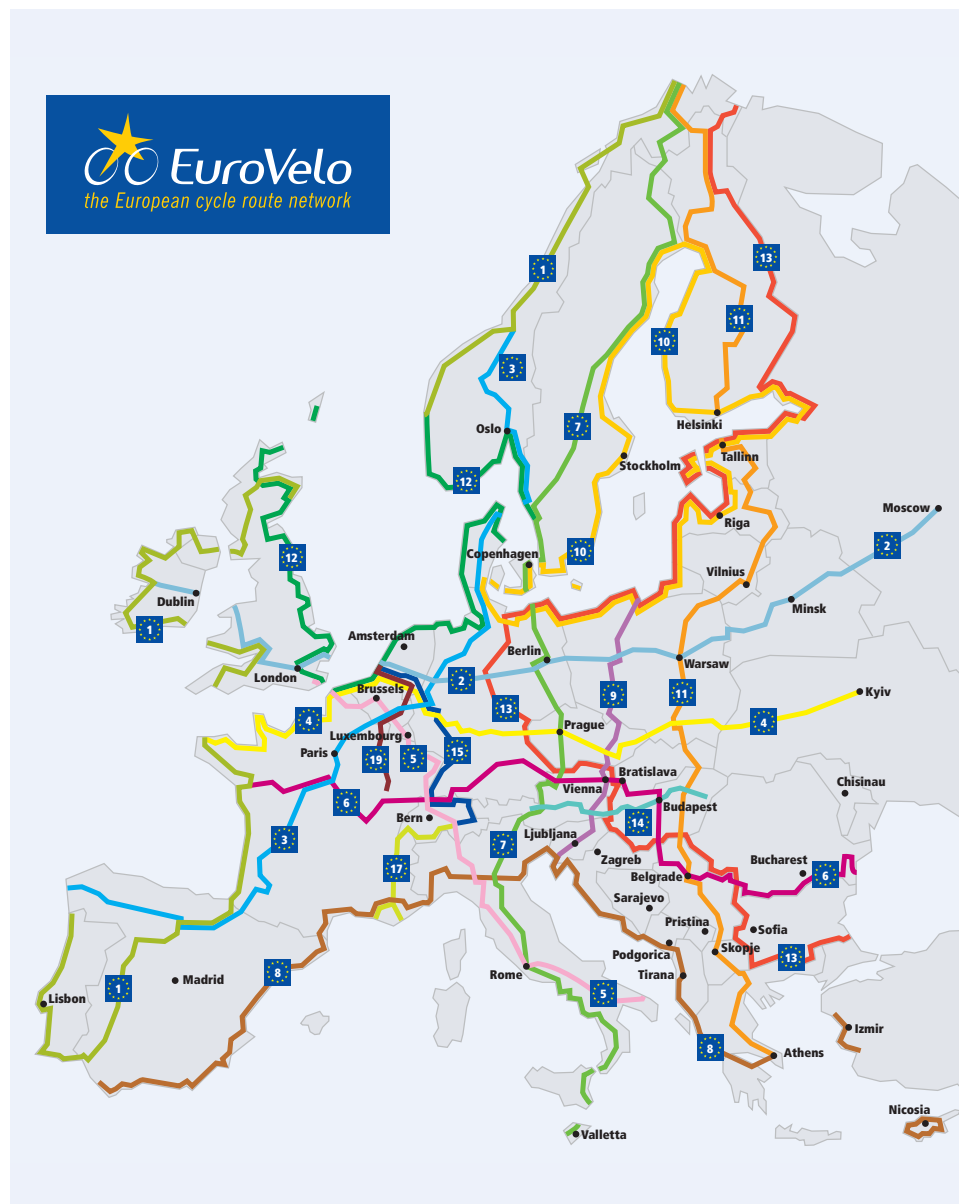 EuroVelo
the European cycle route network
1
13
11
10
3
Oslo
Helsinki
7
Stockholm
Tallinn
12
Moscow
Riga
2
Copenhagen
10
12
Vilnius
Dublin
Minsk
1
Amsterdam
Berlin
London
2
Warsaw
Brussels
9
11
Kyiv
4
13
4
Luxembourg
Prague
Paris
15
19
5
Bratislava
Vienna
Chisinau
6
Budapest
Bern
14
Ljubljana
3
7
Zagreb
Bucharest
17
Belgrade
6
Sarajevo
Pristina
Sofia
Skopje
Podgorica
13
Rome
Tirana
8
Madrid
1
5
Lisbon
Izmir
8
Athens
Nicosia
Valletta